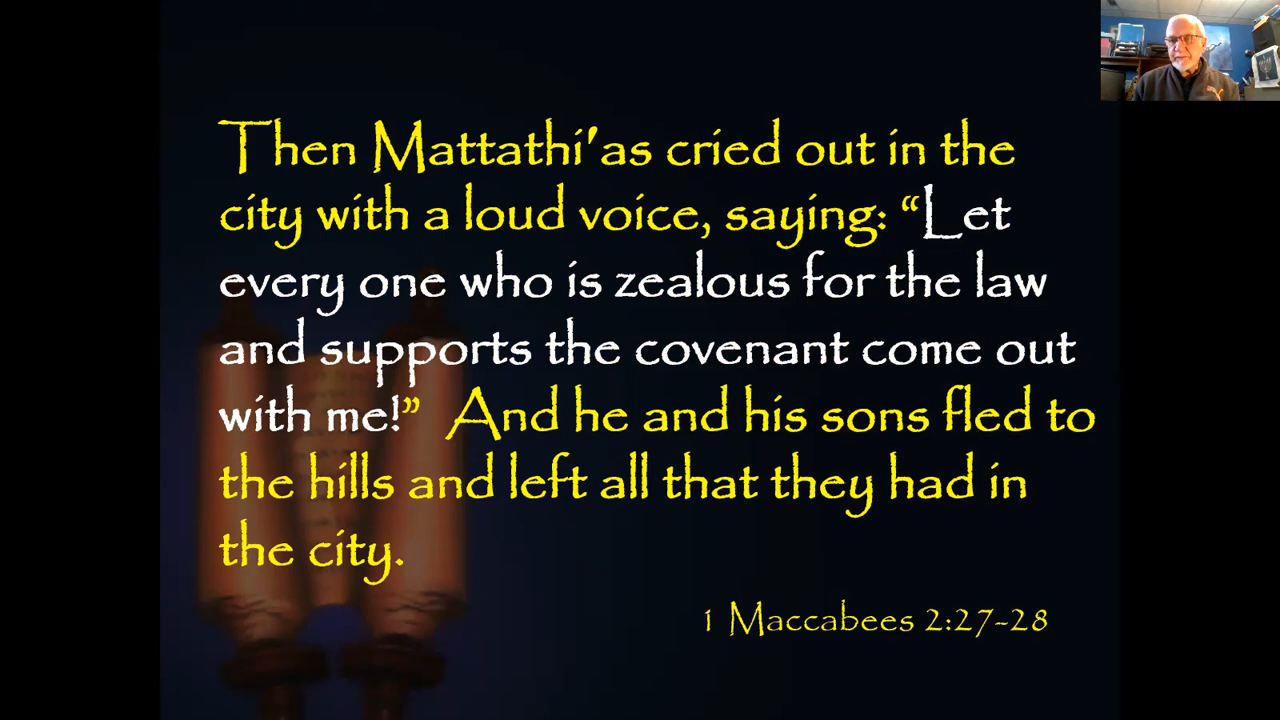 Then Mattathi′as cried out in the
city with a loud voice, saying: “Let
every one who is zealous for the law
and supports the covenant come out
with me!”  And he and his sons fled to
the hills and left all that they had in
the city.
1 Maccabees 2:27-28